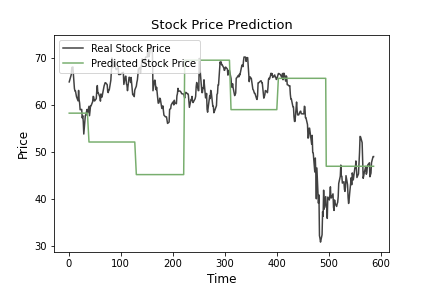 Stock Price Prediction
Real Stock Price
Predicted Stock Price
Price
70
60
50
40
30
0 100 200 300 400 500 600
Time